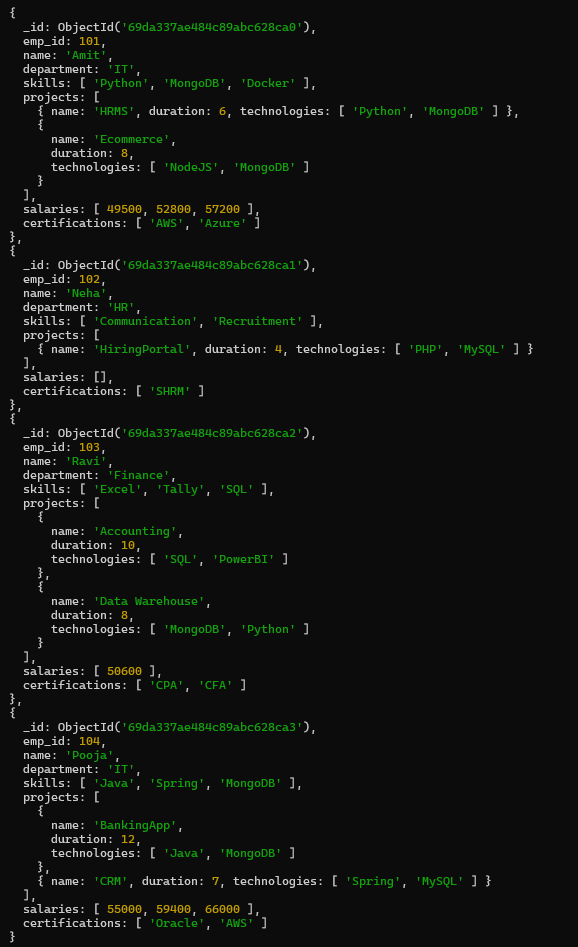 {
  _id: ObjectId('69da337ae484c89abc628ca0'),
  emp_id: 101,
  name: 'Amit',
  department: 'IT',
  skills: [ 'Python', 'MongoDB', 'Docker' ],
  projects: [
    { name: 'HRMS', duration: 6, technologies: [ 'Python', 'MongoDB' ] },
    {
      name: 'Ecommerce',
      duration: 8,
      technologies: [ 'NodeJS', 'MongoDB' ]
    }
  ],
  salaries: [ 49500, 52800, 57200 ],
  certifications: [ 'AWS', 'Azure' ]
},
{
  _id: ObjectId('69da337ae484c89abc628ca1'),
  emp_id: 102,
  name: 'Neha',
  department: 'HR',
  skills: [ 'Communication', 'Recruitment' ],
  projects: [
    { name: 'HiringPortal', duration: 4, technologies: [ 'PHP', 'MySQL' ] }
  ],
  salaries: [],
  certifications: [ 'SHRM' ]
},
{
  _id: ObjectId('69da337ae484c89abc628ca2'),
  emp_id: 103,
  name: 'Ravi',
  department: 'Finance',
  skills: [ 'Excel', 'Tally', 'SQL' ],
  projects: [
    {
      name: 'Accounting',
      duration: 10,
      technologies: [ 'SQL', 'PowerBI' ]
    },
    {
      name: 'Data Warehouse',
      duration: 8,
      technologies: [ 'MongoDB', 'Python' ]
    }
  ],
  salaries: [ 50600 ],
  certifications: [ 'CPA', 'CFA' ]
},
{
  _id: ObjectId('69da337ae484c89abc628ca3'),
  emp_id: 104,
  name: 'Pooja',
  department: 'IT',
  skills: [ 'Java', 'Spring', 'MongoDB' ],
  projects: [
    {
      name: 'BankingApp',
      duration: 12,
      technologies: [ 'Java', 'MongoDB' ]
    },
    { name: 'CRM', duration: 7, technologies: [ 'Spring', 'MySQL' ] }
  ],
  salaries: [ 55000, 59400, 66000 ],
  certifications: [ 'Oracle', 'AWS' ]
}